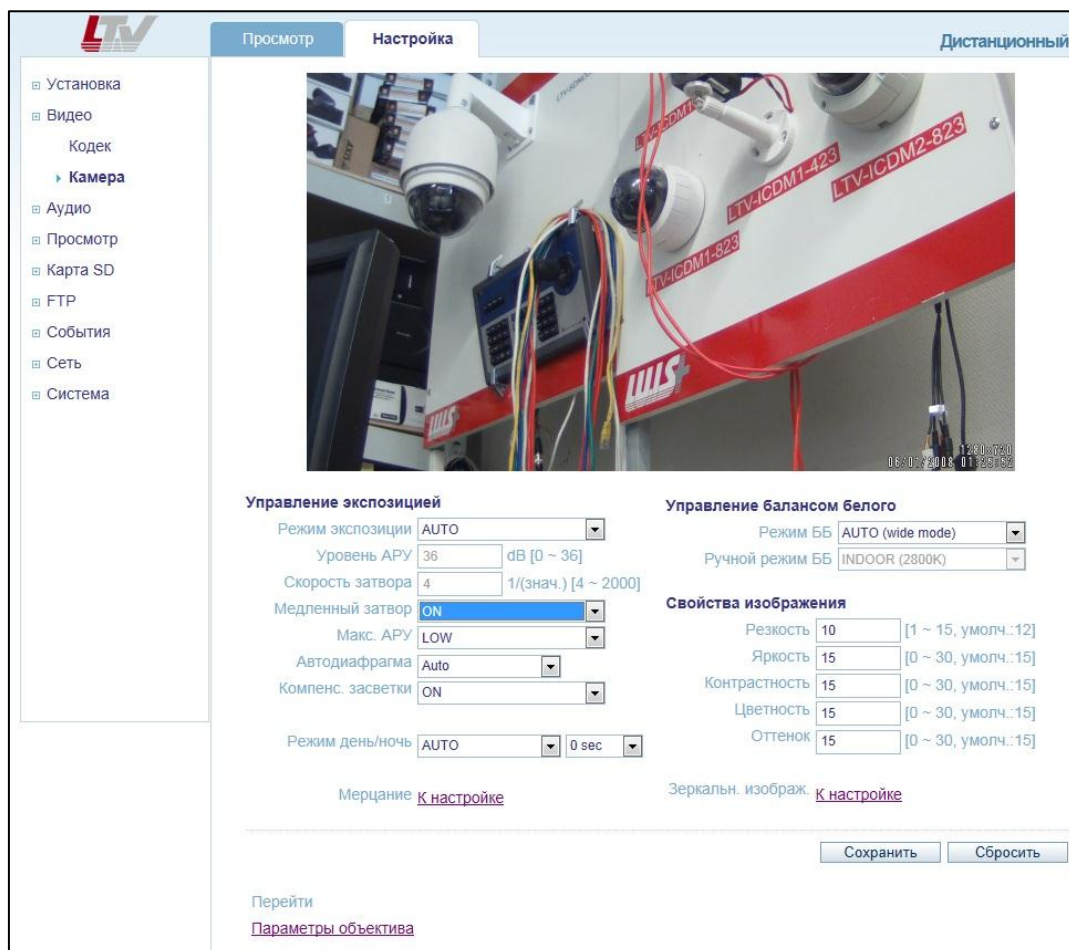 LTV
Просмотр
Настройка
Дистанционный
Установка
Видео
Кодек
Камера
Аудио
Просмотр
Карта SD
FTP
События
Сеть
Система
LTV-ICDM1-423
LTV-ICDM2-823
LTV-ICDM1-823
1280x720
06/01/2008 01:25:52
Управление экспозицией
Режим экспозиции AUTO
Уровень АРУ 36 dB [0 ~ 36]
Скорость затвора 4 1/(знач.) [4 ~ 2000]
Медленный затвор ON
Макс. АРУ LOW
Автодиафрагма Auto
Компенс. засветки ON
Режим день/ночь AUTO 0 sec
Мерцание К настройке
Управление балансом белого
Режим ББ AUTO (wide mode)
Ручной режим ББ INDOOR (2800K)
Свойства изображения
Резкость 10 [1 ~ 15, умолч.:12]
Яркость 15 [0 ~ 30, умолч.:15]
Контрастность 15 [0 ~ 30, умолч.:15]
Цветность 15 [0 ~ 30, умолч.:15]
Оттенок 15 [0 ~ 30, умолч.:15]
Зеркальн. изображ. К настройке
Сохранить
Сбросить
Перейти
Параметры объектива